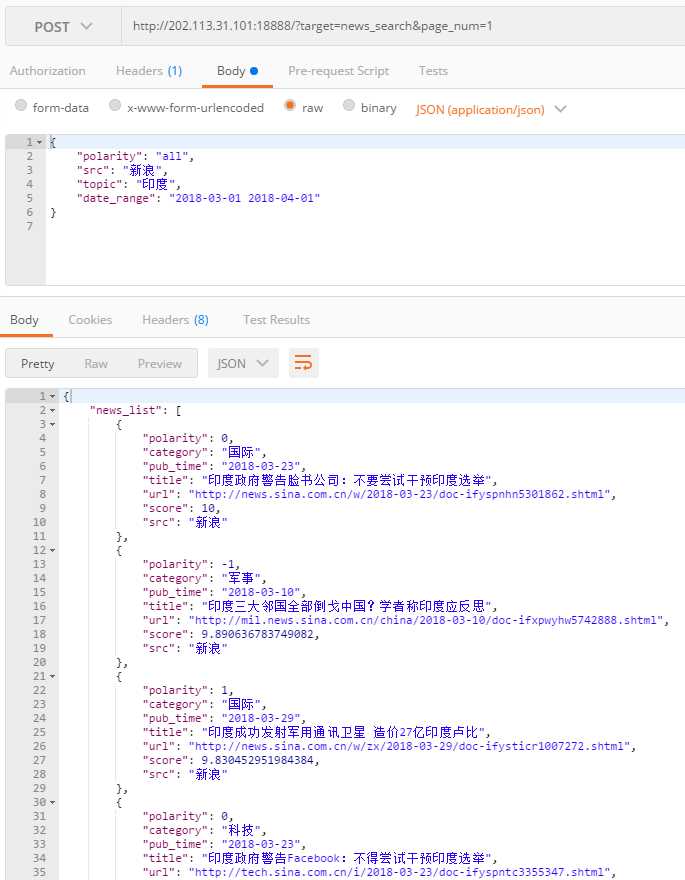 POST http://202.113.31.101:18888/?target=news_search&page_num=1
Authorization Headers (1) Body Pre-request Script Tests
form-data x-www-form-urlencoded raw binary JSON (application/json)
1 {
2 "polarity": "all",
3 "src": "新浪",
4 "topic": "印度",
5 "date_range": "2018-03-01 2018-04-01"
6 }
7
Body Cookies Headers (8) Test Results
Pretty Raw Preview JSON
1 {
2 "news_list": [
3 {
4 "polarity": 0,
5 "category": "国际",
6 "pub_time": "2018-03-23",
7 "title": "印度政府警告脸书公司：不要尝试干预印度选举",
8 "url": "http://news.sina.com.cn/w/2018-03-23/doc-ifyspnhn5301862.shtml",
9 "score": 10,
10 "src": "新浪"
11 },
12 {
13 "polarity": -1,
14 "category": "军事",
15 "pub_time": "2018-03-10",
16 "title": "印度三大邻国全部倒戈中国？学者称印度应反思",
17 "url": "http://mil.news.sina.com.cn/china/2018-03-10/doc-ifxpwyhw5742888.shtml",
18 "score": 9.890636783749082,
19 "src": "新浪"
20 },
21 {
22 "polarity": 1,
23 "category": "国际",
24 "pub_time": "2018-03-29",
25 "title": "印度成功发射军用通讯卫星 造价27亿印度卢比",
26 "url": "http://news.sina.com.cn/w/zx/2018-03-29/doc-ifysticr1007272.shtml",
27 "score": 9.830452951984384,
28 "src": "新浪"
29 },
30 {
31 "polarity": 0,
32 "category": "科技",
33 "pub_time": "2018-03-23",
34 "title": "印度政府警告Facebook：不得尝试干预印度选举",
35 "url": "http://tech.sina.com.cn/i/2018-03-23/doc-ifyspntc3355347.shtml",